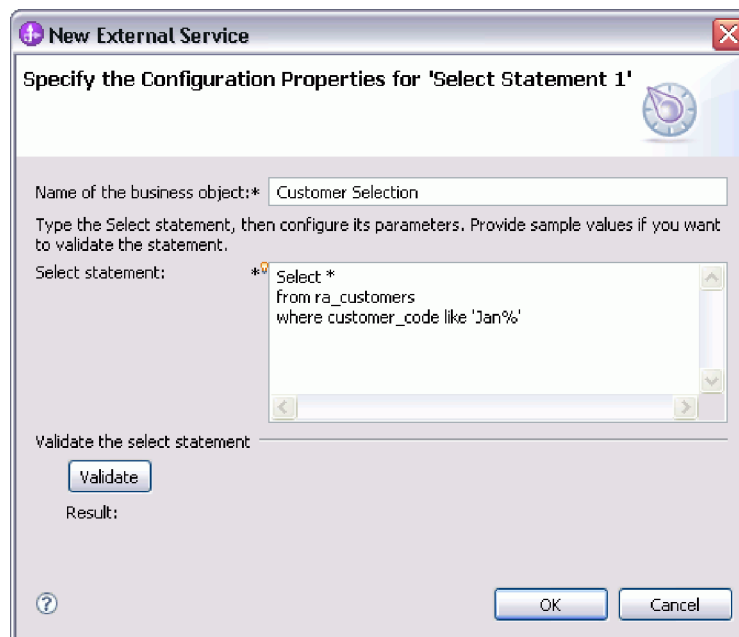 New External Service
Specify the Configuration Properties for 'Select Statement 1'
Name of the business object:* Customer Selection
Type the Select statement, then configure its parameters. Provide sample values if you want
to validate the statement.
Select statement: * Select *
from ra_customers
where customer_code like 'Jan%'
Validate the select statement
Validate
Result:
? OK Cancel